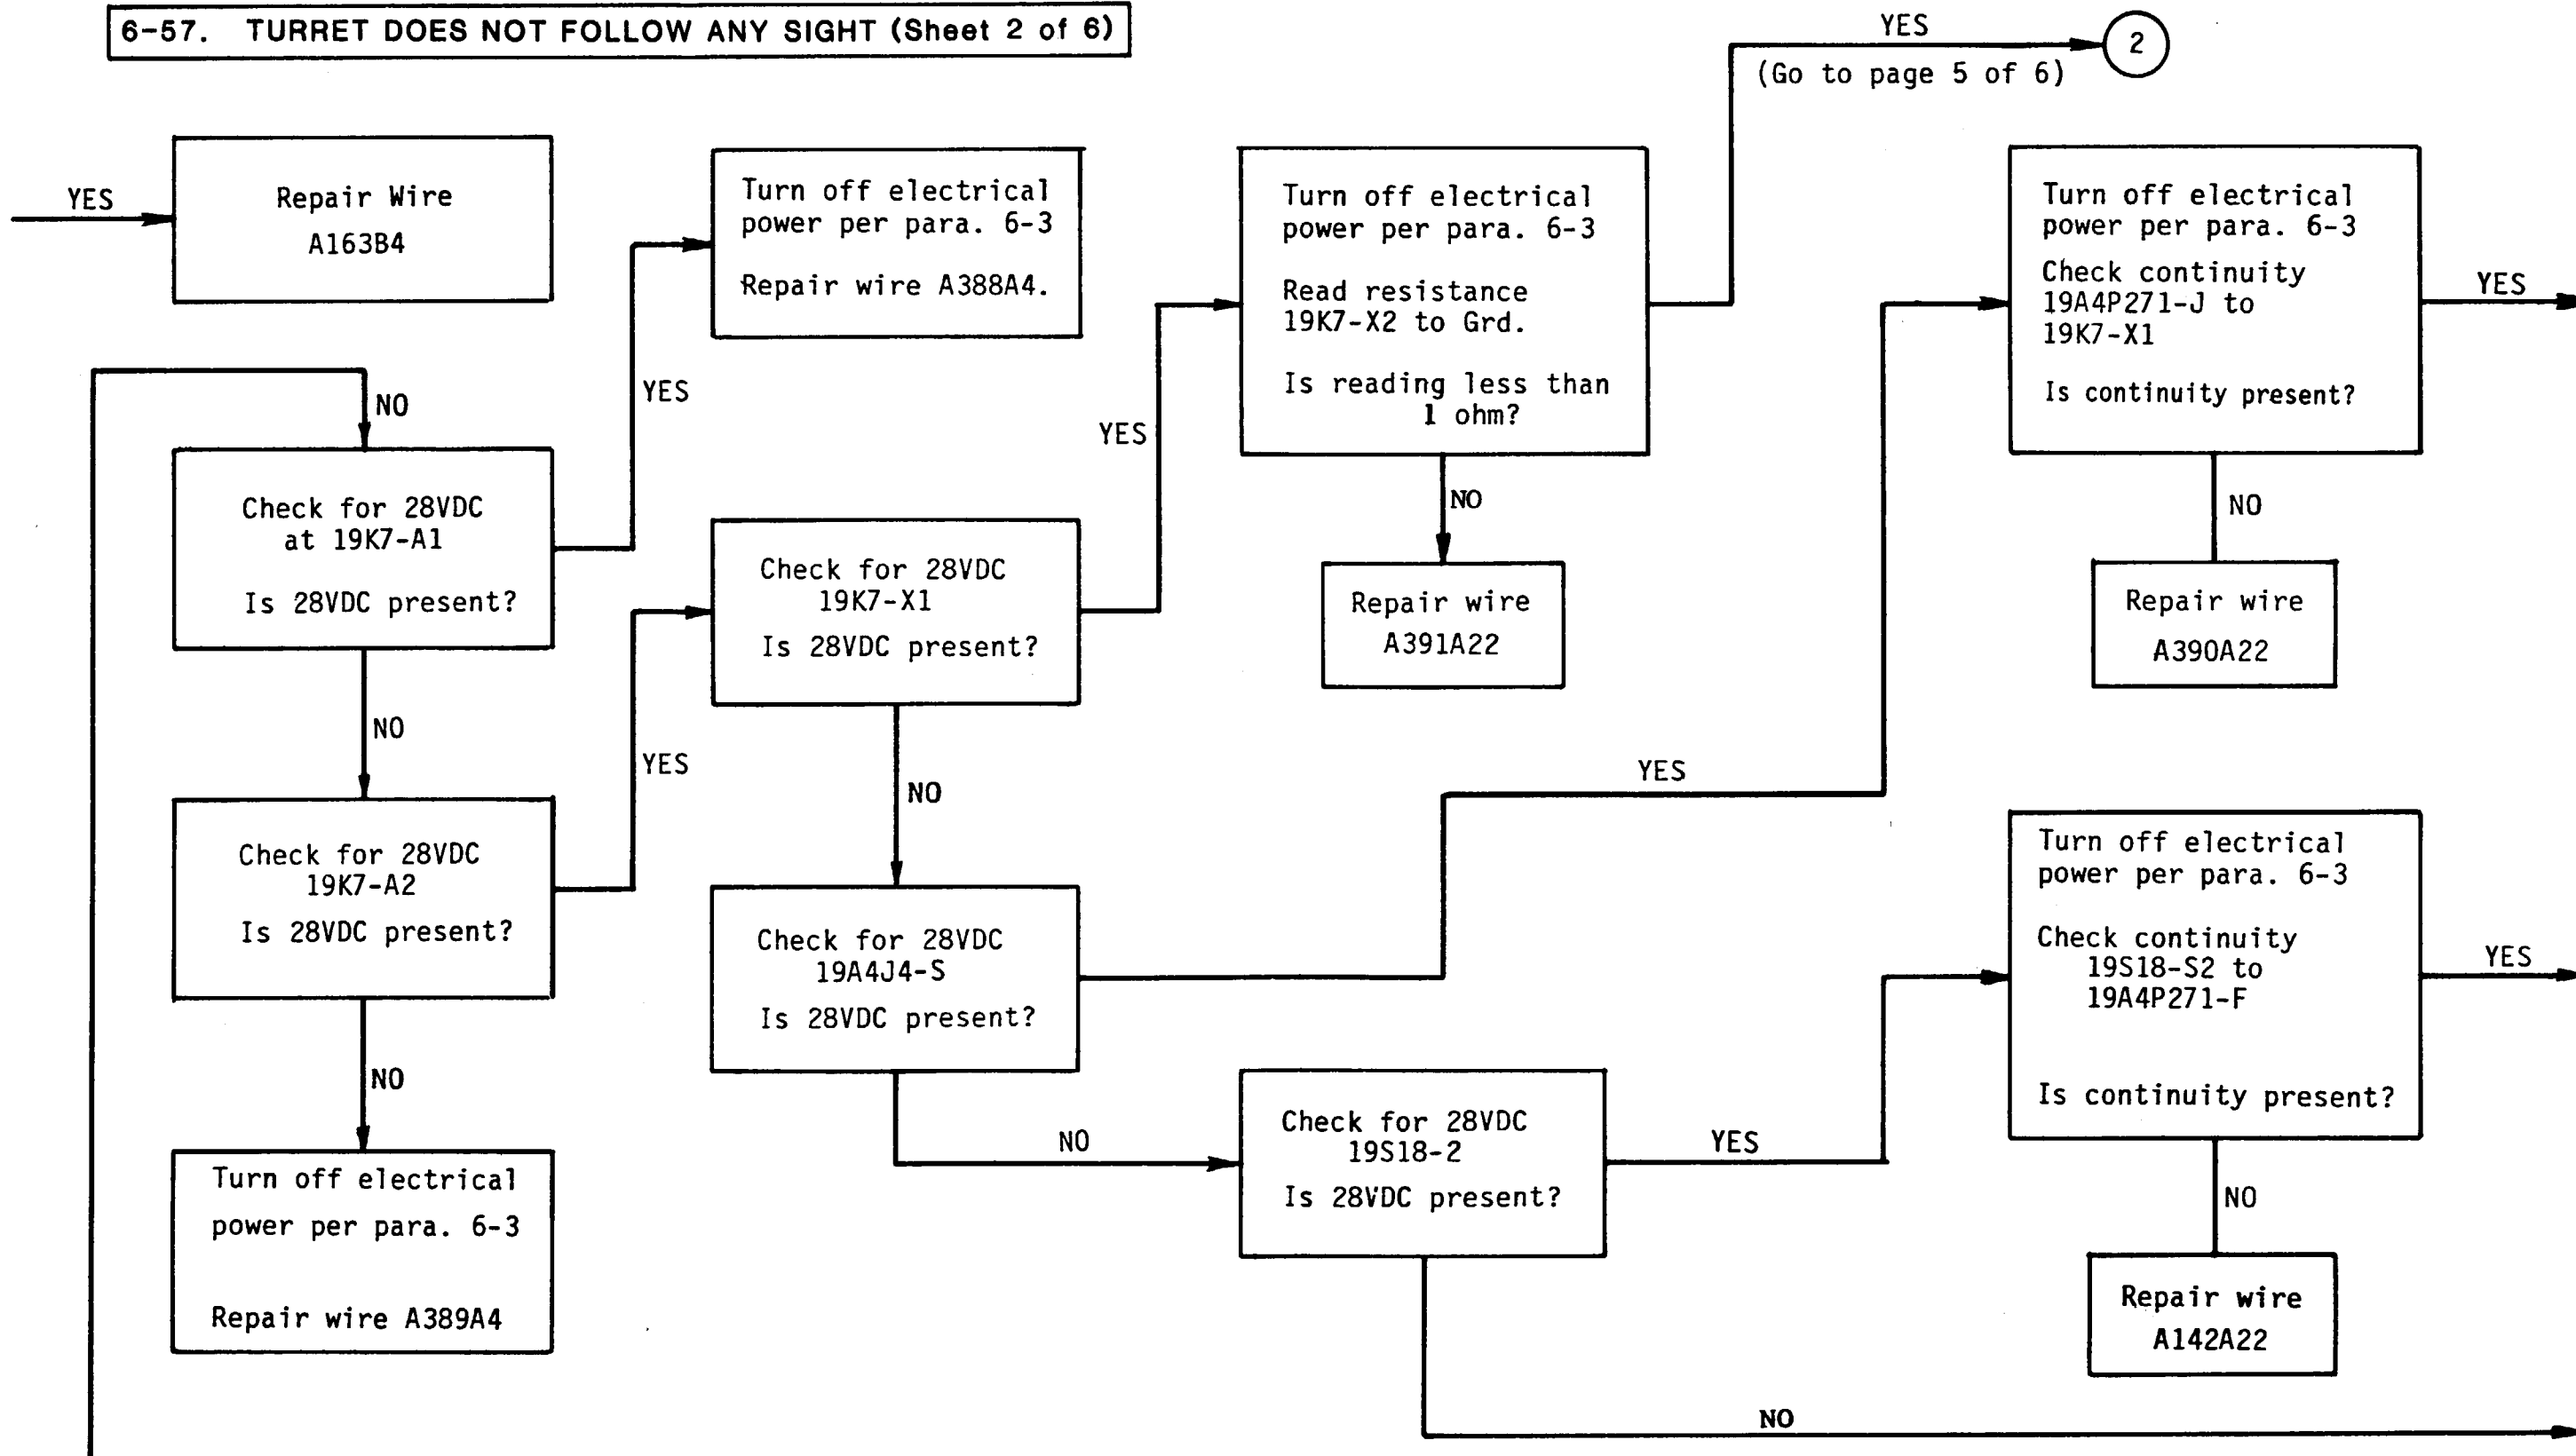 6-57. TURRET DOES NOT FOLLOW ANY SIGHT (Sheet 2 of 6)
YES
(Go to page 5 of 6)
2
YES
Repair Wire
A163B4
Turn off electrical
power per para. 6-3
Repair wire A388A4.
Turn off electrical
power per para. 6-3
Read resistance
19K7-X2 to Grd.
Is reading less than
1 ohm?
Turn off electrical
power per para. 6-3
Check continuity
19A4P271-J to
19K7-X1
Is continuity present?
YES
NO
YES
YES
Check for 28VDC
at 19K7-A1
Is 28VDC present?
Check for 28VDC
19K7-X1
Is 28VDC present?
NO
Repair wire
A391A22
NO
Repair wire
A390A22
NO
YES
NO
YES
Check for 28VDC
19K7-A2
Is 28VDC present?
Check for 28VDC
19A4J4-S
Is 28VDC present?
Turn off electrical
power per para. 6-3
Check continuity
19S18-S2 to
19A4P271-F
Is continuity present?
YES
NO
NO
Check for 28VDC
19S18-2
Is 28VDC present?
YES
NO
Turn off electrical
power per para. 6-3
Repair wire A389A4
Repair wire
A142A22
NO